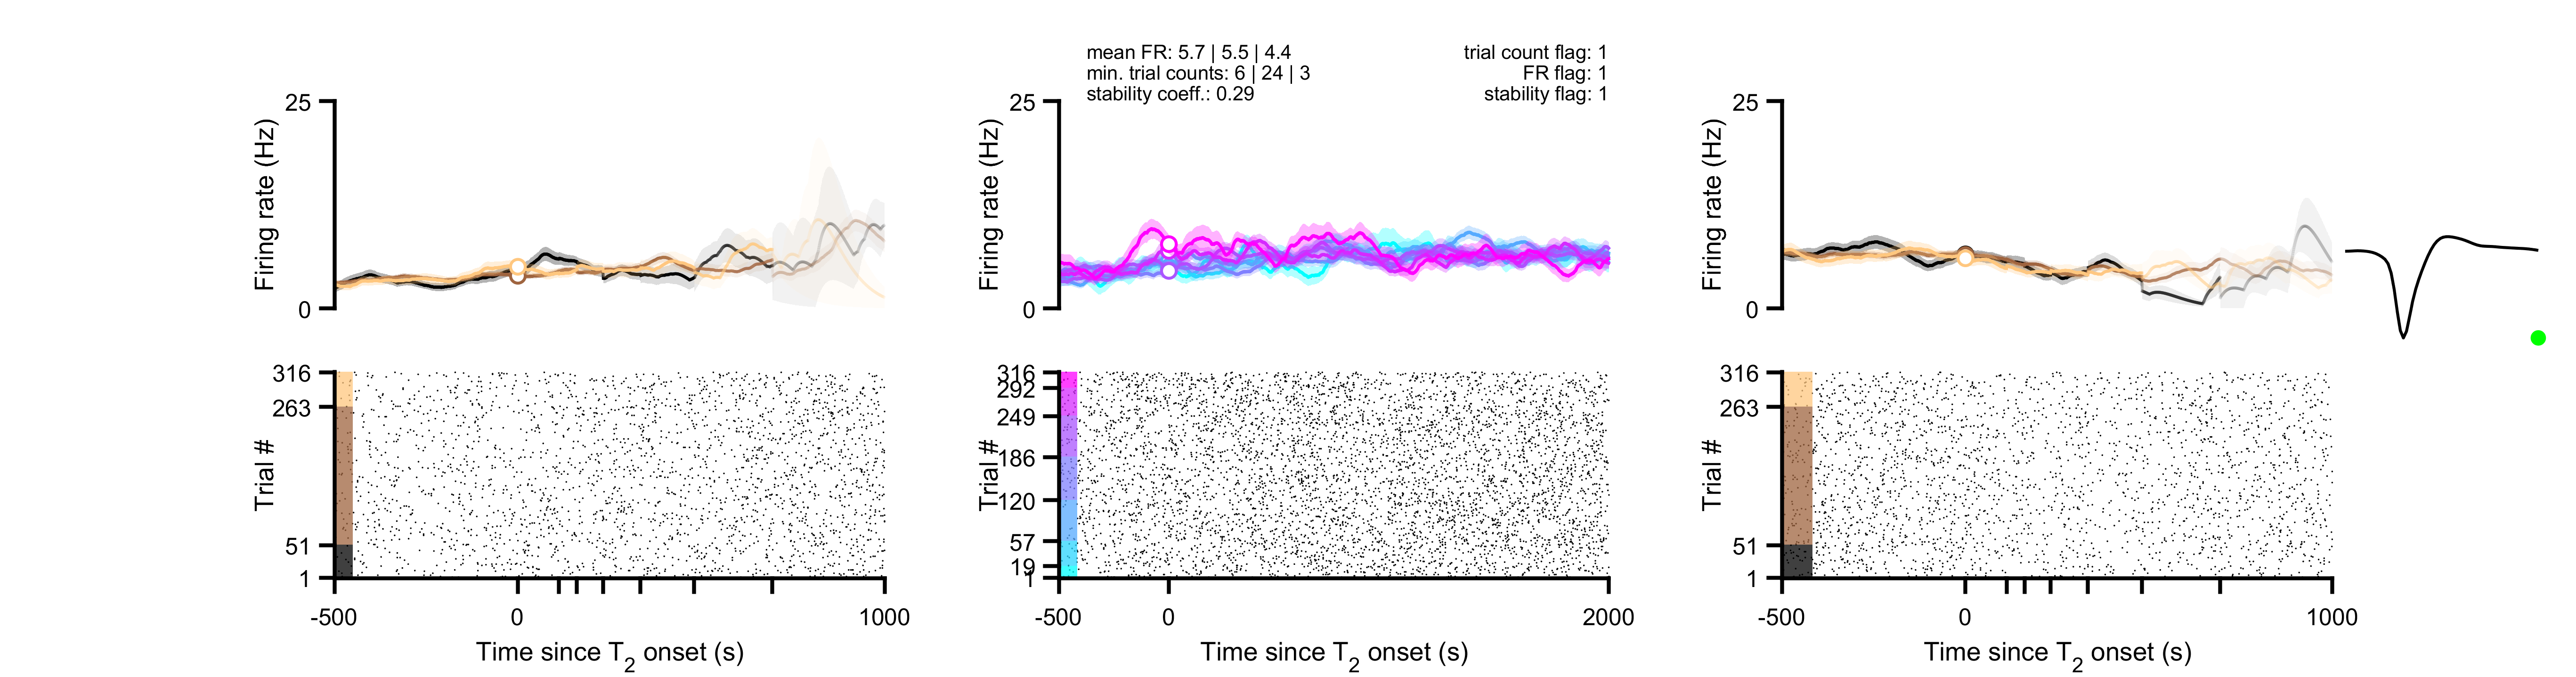 mean FR: 5.7 | 5.5 | 4.4
min. trial counts: 6 | 24 | 3
stability coeff.: 0.29
trial count flag: 1
FR flag: 1
stability flag: 1
25
0
Firing rate (Hz)
316
263
51
1
Trial #
-500
0
1000
Time since T2 onset (s)
25
0
Firing rate (Hz)
316
292
249
186
120
57
19
1
Trial #
-500
0
2000
Time since T2 onset (s)
25
0
Firing rate (Hz)
316
263
51
1
Trial #
-500
0
1000
Time since T2 onset (s)